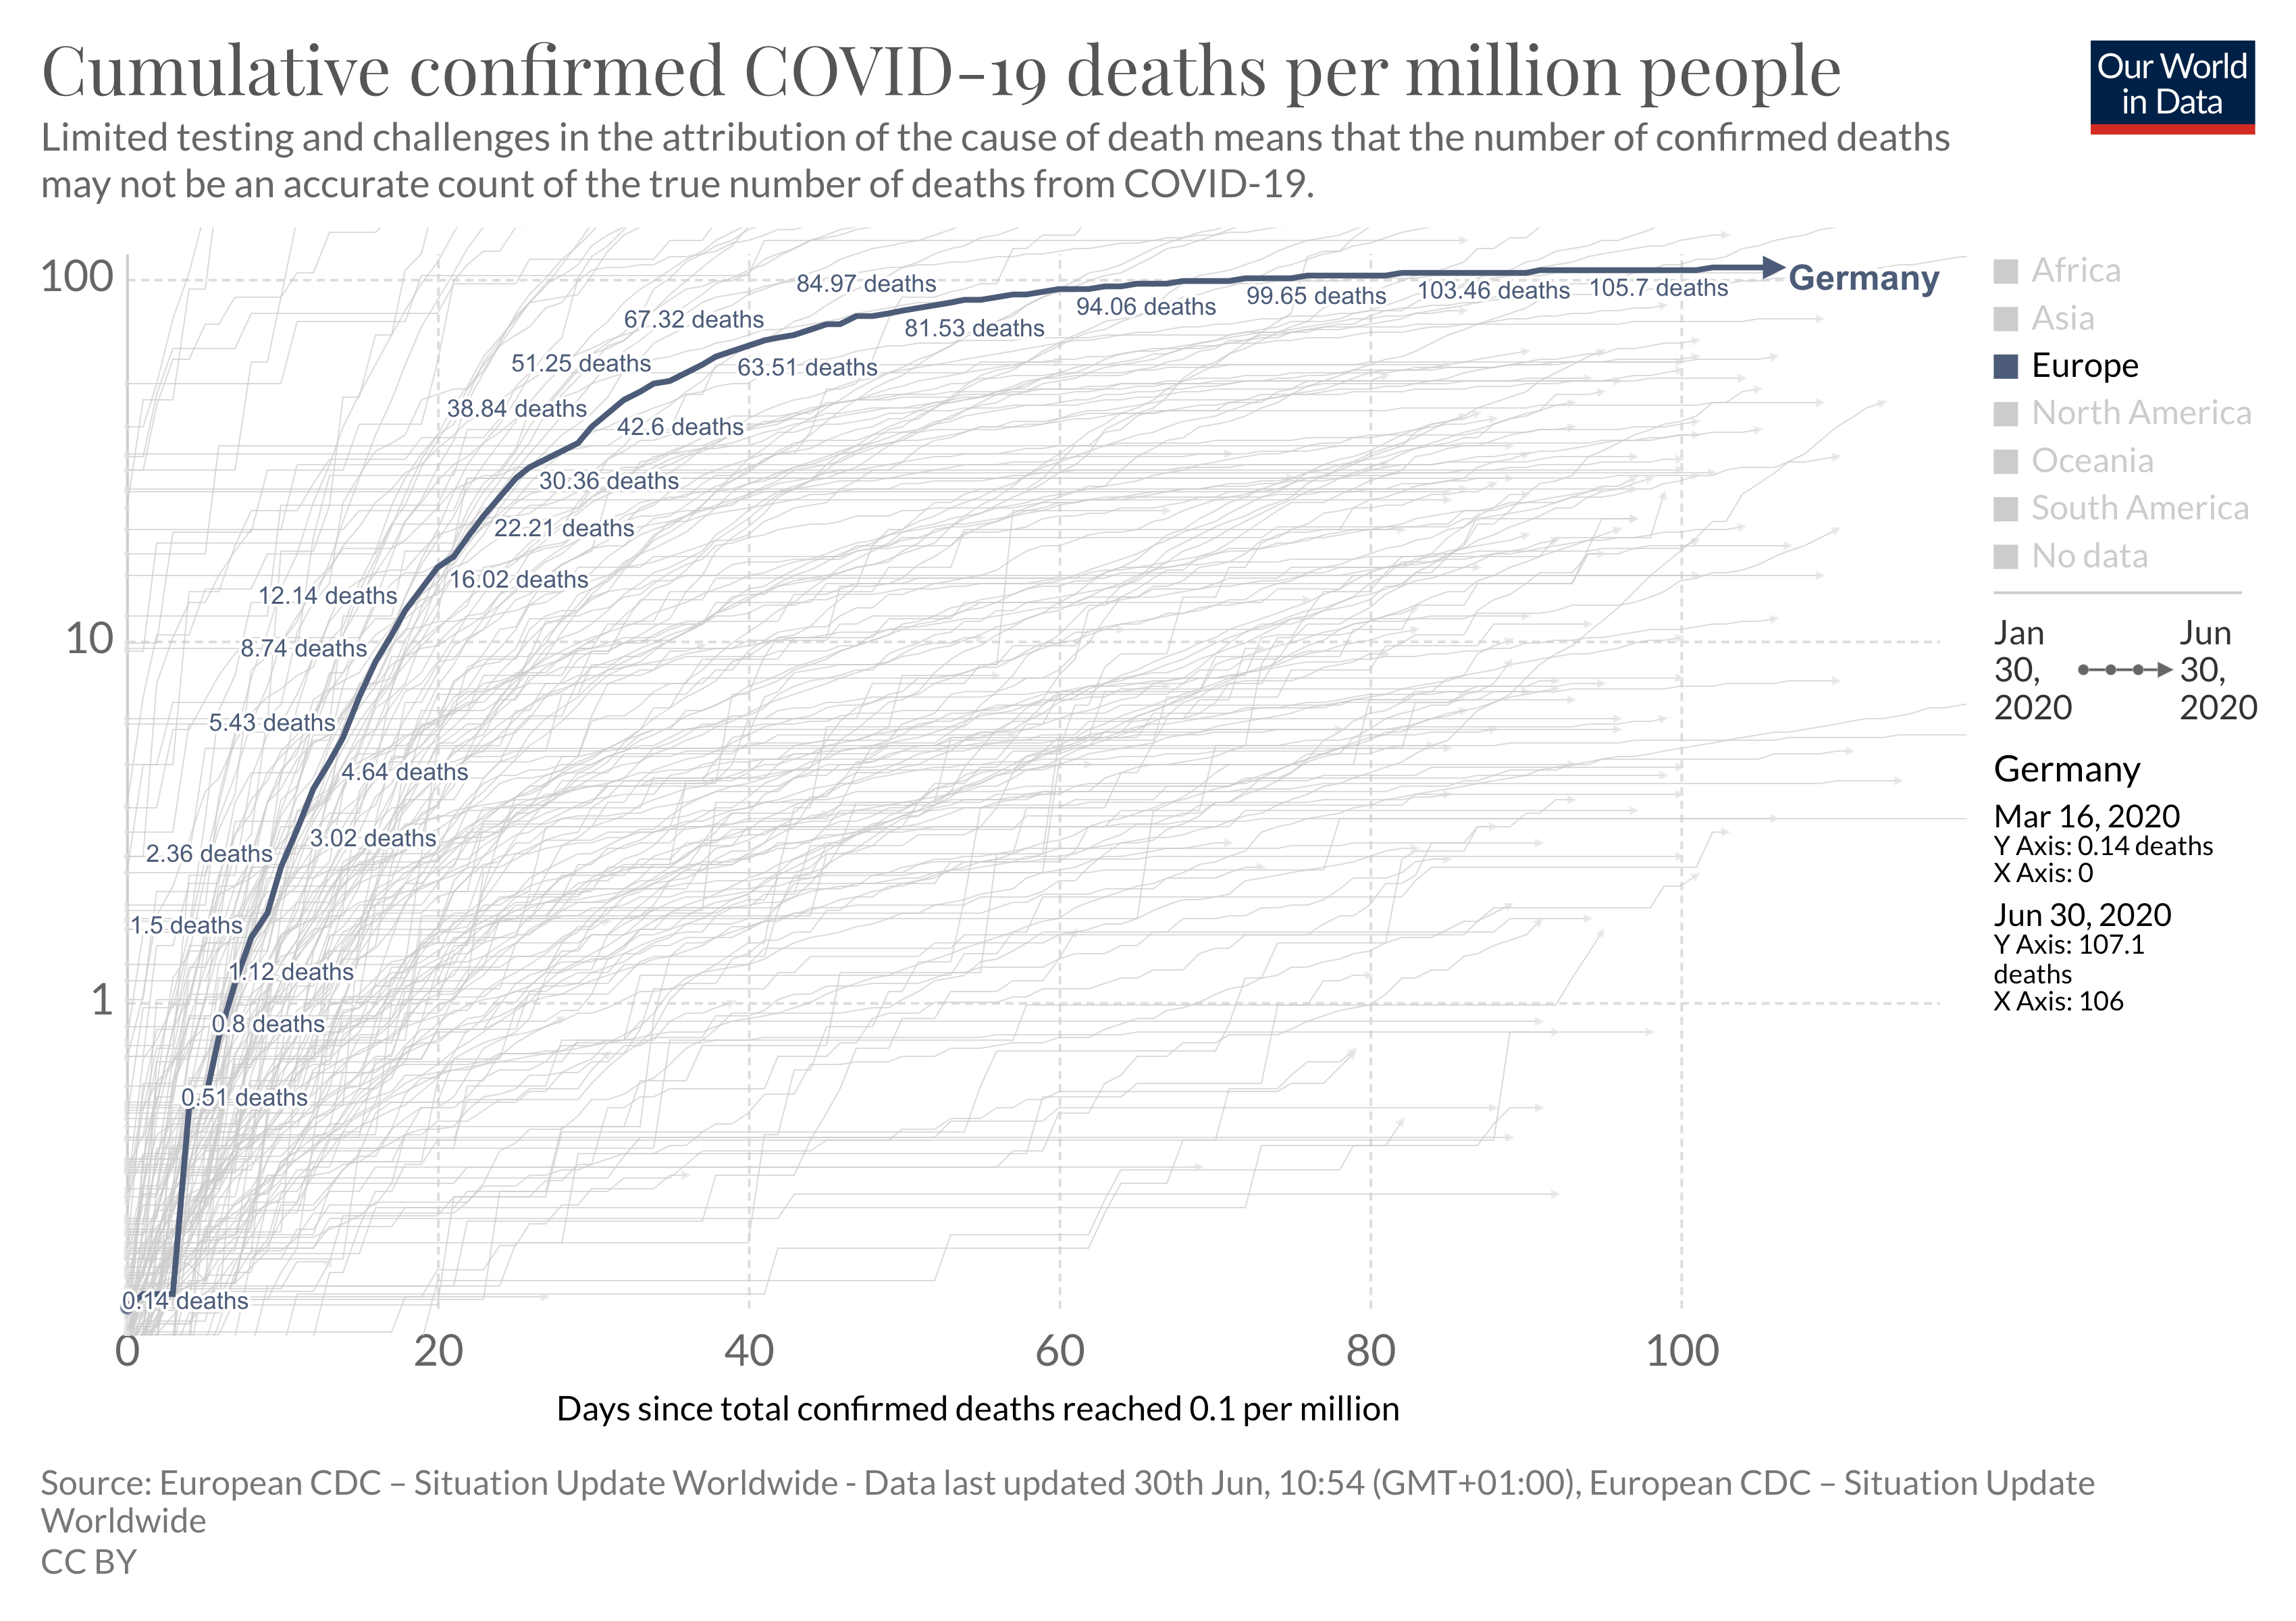 Cumulative confirmed COVID-19 deaths per million people
Our World
in Data
Limited testing and challenges in the attribution of the cause of death means that the number of confirmed deaths
may not be an accurate count of the true number of deaths from COVID-19.
100
10
1
84.97 deaths
67.32 deaths
51.25 deaths
38.84 deaths
12.14 deaths
8.74 deaths
5.43 deaths
2.36 deaths
1.5 deaths
105.7 deaths
103.46 deaths
99.65 deaths
94.06 deaths
81.53 deaths
63.51 deaths
42.6 deaths
30.36 deaths
22.21 deaths
16.02 deaths
4.64 deaths
3.02 deaths
1.12 deaths
0.8 deaths
0.51 deaths
0.14 deaths
Germany
0
20
40
60
80
100
Days since total confirmed deaths reached 0.1 per million
Africa
Asia
Europe
North America
Oceania
South America
No data
Jan
30,
2020
Jun
30,
2020
Germany
Mar 16, 2020
Y Axis: 0.14 deaths
X Axis: 0
Jun 30, 2020
Y Axis: 107.1
deaths
X Axis: 106
Source: European CDC – Situation Update Worldwide - Data last updated 30th Jun, 10:54 (GMT+01:00), European CDC – Situation Update
Worldwide
CC BY